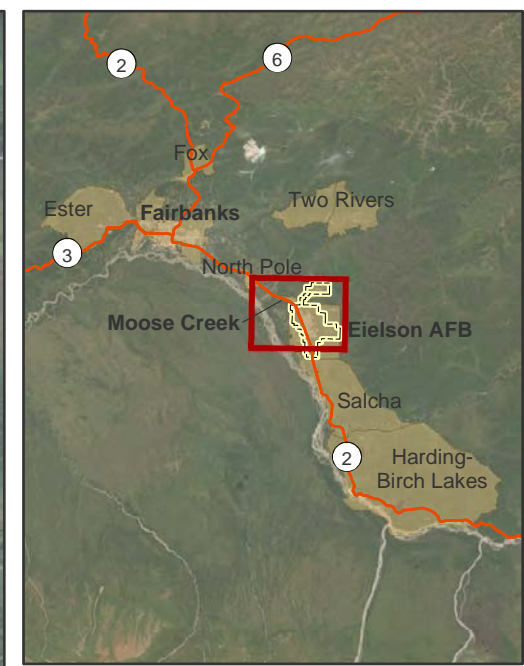 2
6
Fox
Ester
Fairbanks
Two Rivers
3
North Pole
Moose Creek
Eielson AFB
Salcha
2
Harding-
Birch Lakes